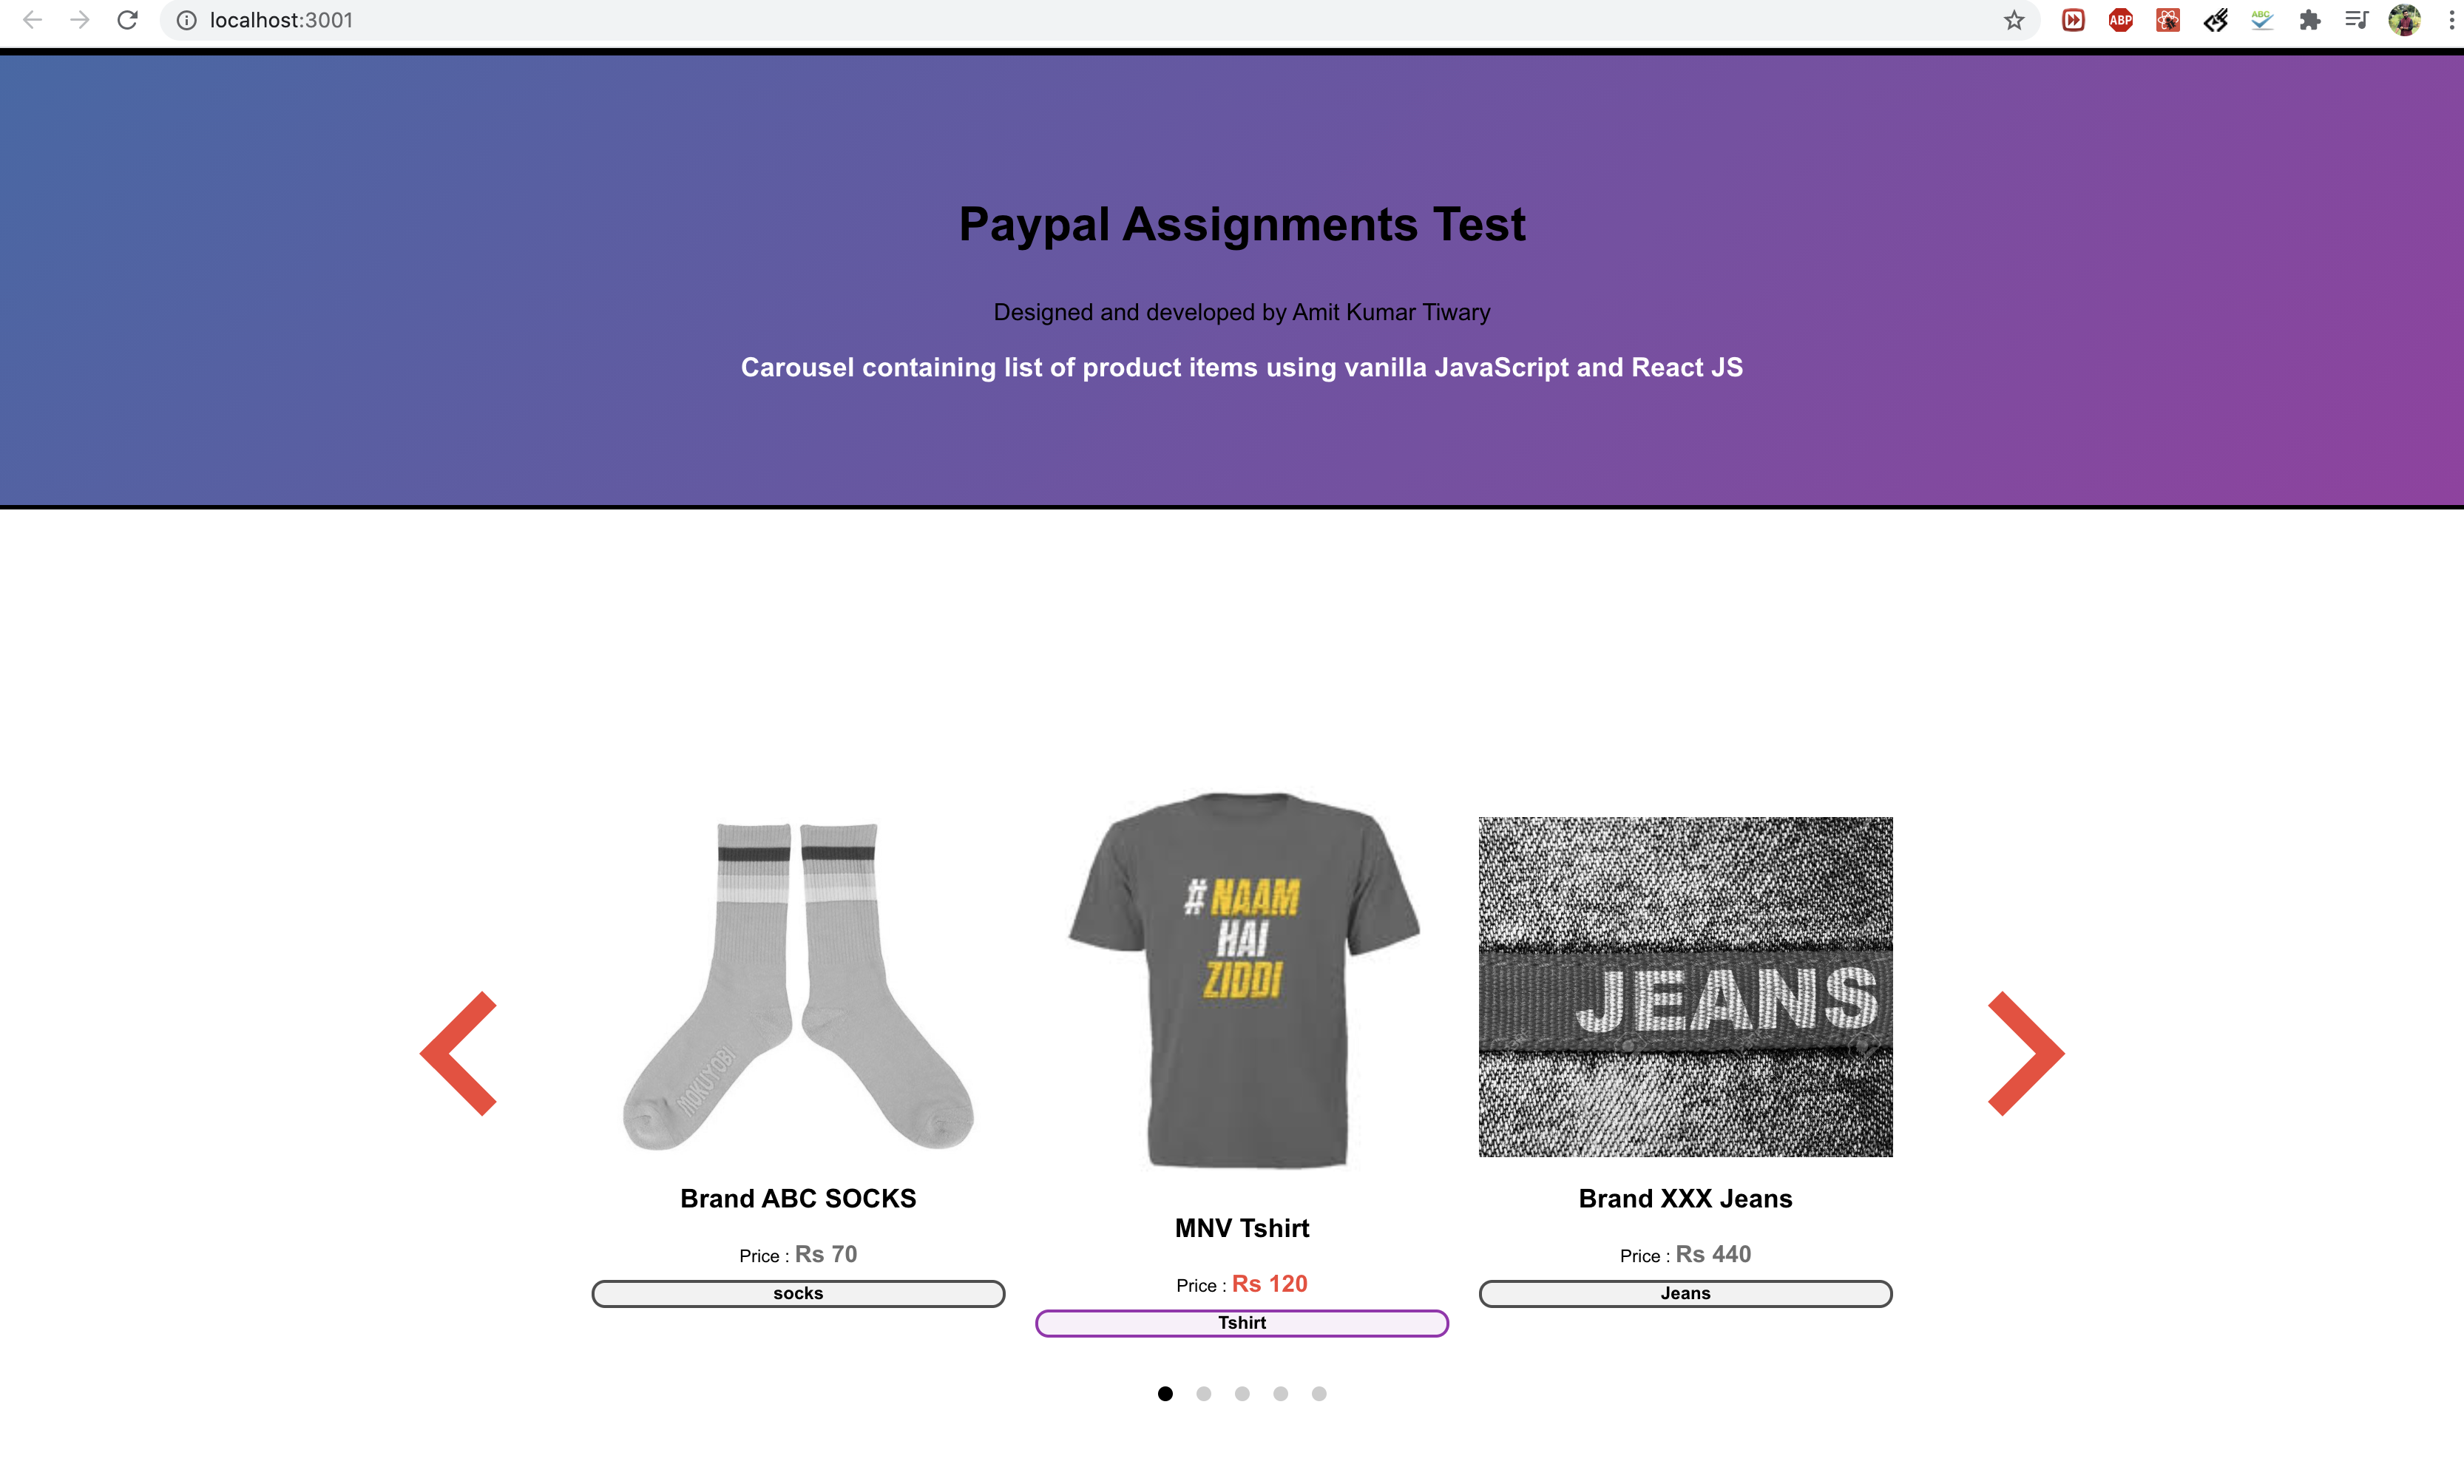 localhost:3001
ABP
ABC
Paypal Assignments Test
Designed and developed by Amit Kumar Tiwary
Carousel containing list of product items using vanilla JavaScript and React JS
MOKUYOBI
# NAAM
HAI
ZIDDI
JEANS
Brand ABC SOCKS
Price : Rs 70
socks
MNV Tshirt
Price : Rs 120
Tshirt
Brand XXX Jeans
Price : Rs 440
Jeans